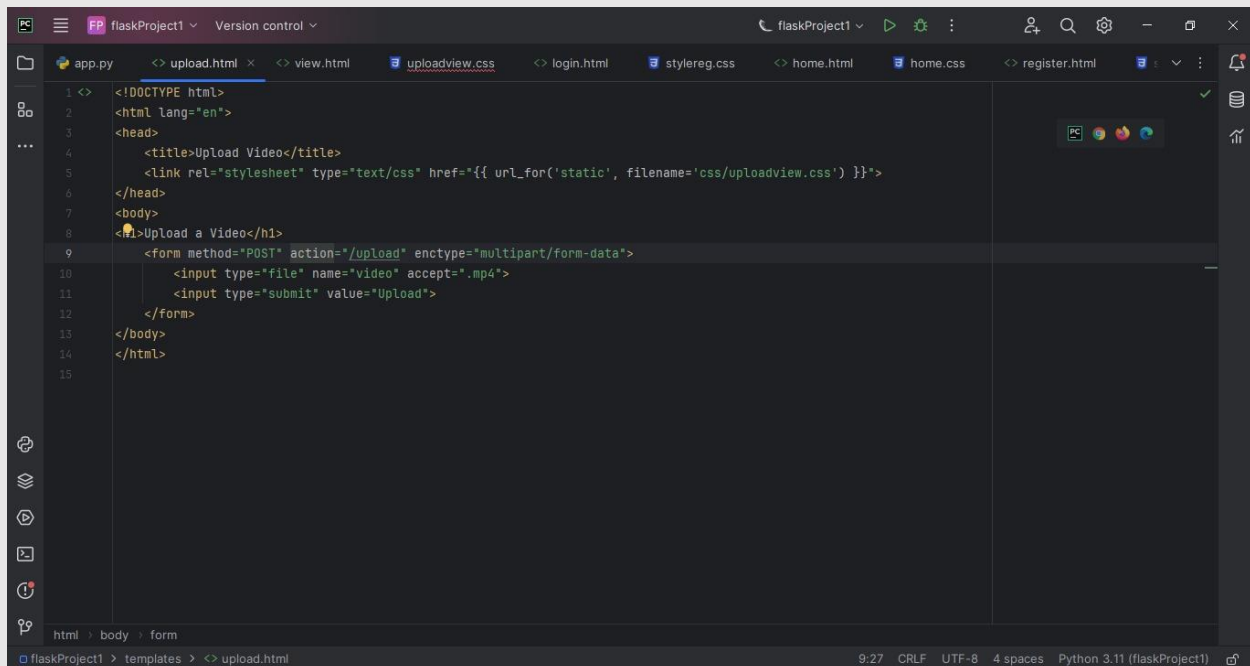 PC FP flaskProject1 Version control flaskProject1
app.py <> upload.html × <> view.html uploadview.css <> login.html stylereg.css <> home.html home.css <> register.html s
1 <> <!DOCTYPE html>
2 <html lang="en">
3 <head>
4 <title>Upload Video</title>
5 <link rel="stylesheet" type="text/css" href="{{ url_for('static', filename='css/uploadview.css') }}">
6 </head>
7 <body>
8 <h1>Upload a Video</h1>
9 <form method="POST" action="/upload" enctype="multipart/form-data">
10 <input type="file" name="video" accept=".mp4">
11 <input type="submit" value="Upload">
12 </form>
13 </body>
14 </html>
15
PC
html > body > form
flaskProject1 > templates > <> upload.html 9:27 CRLF UTF-8 4 spaces Python 3.11 (flaskProject1)